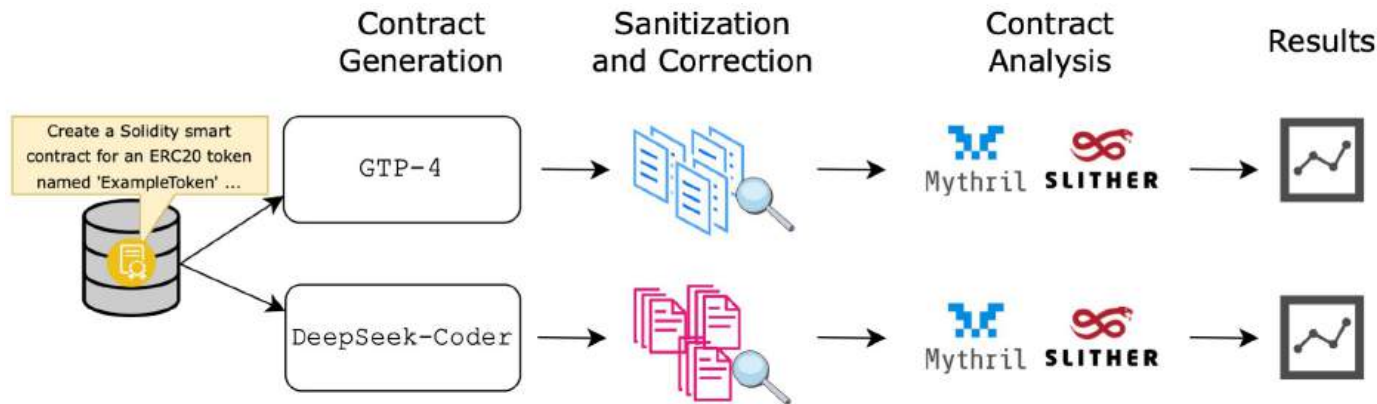 Contract
Generation
Sanitization
and Correction
Contract
Analysis
Results
Create a Solidity smart
contract for an ERC20 token
named 'ExampleToken' ...
GTP-4
Mythril
SLITHER
DeepSeek-Coder
Mythril
SLITHER